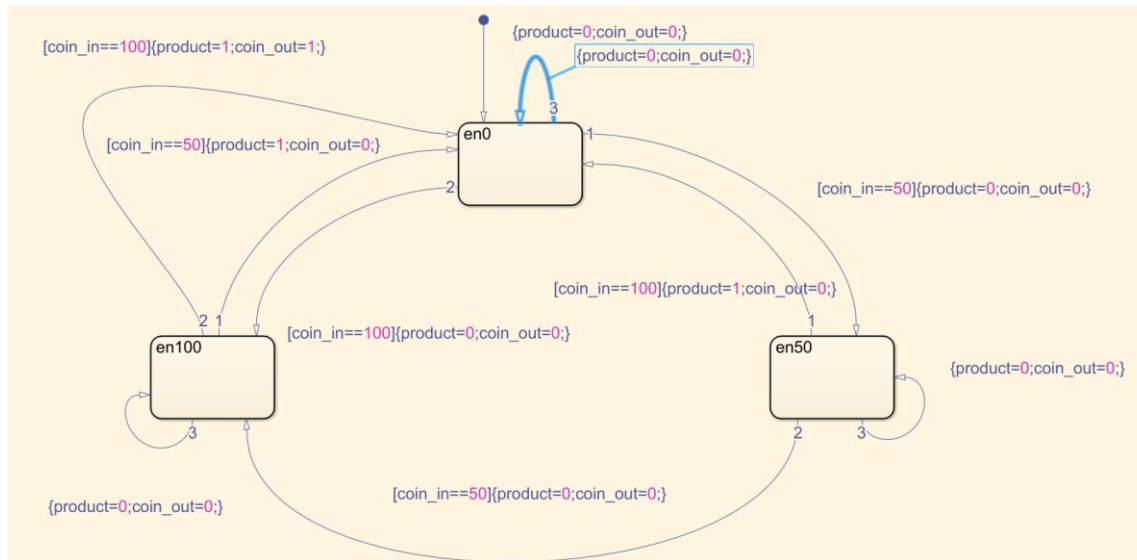 {product=0;coin_out=0;}
[coin_in==100]{product=1;coin_out=1;}
{product=0;coin_out=0;}
3
en0
1
[coin_in==50]{product=1;coin_out=0;}
2
[coin_in==50]{product=0;coin_out=0;}
[coin_in==100]{product=1;coin_out=0;}
2 1
1
[coin_in==100]{product=0;coin_out=0;}
en100
en50
{product=0;coin_out=0;}
3
2
3
[coin_in==50]{product=0;coin_out=0;}
{product=0;coin_out=0;}